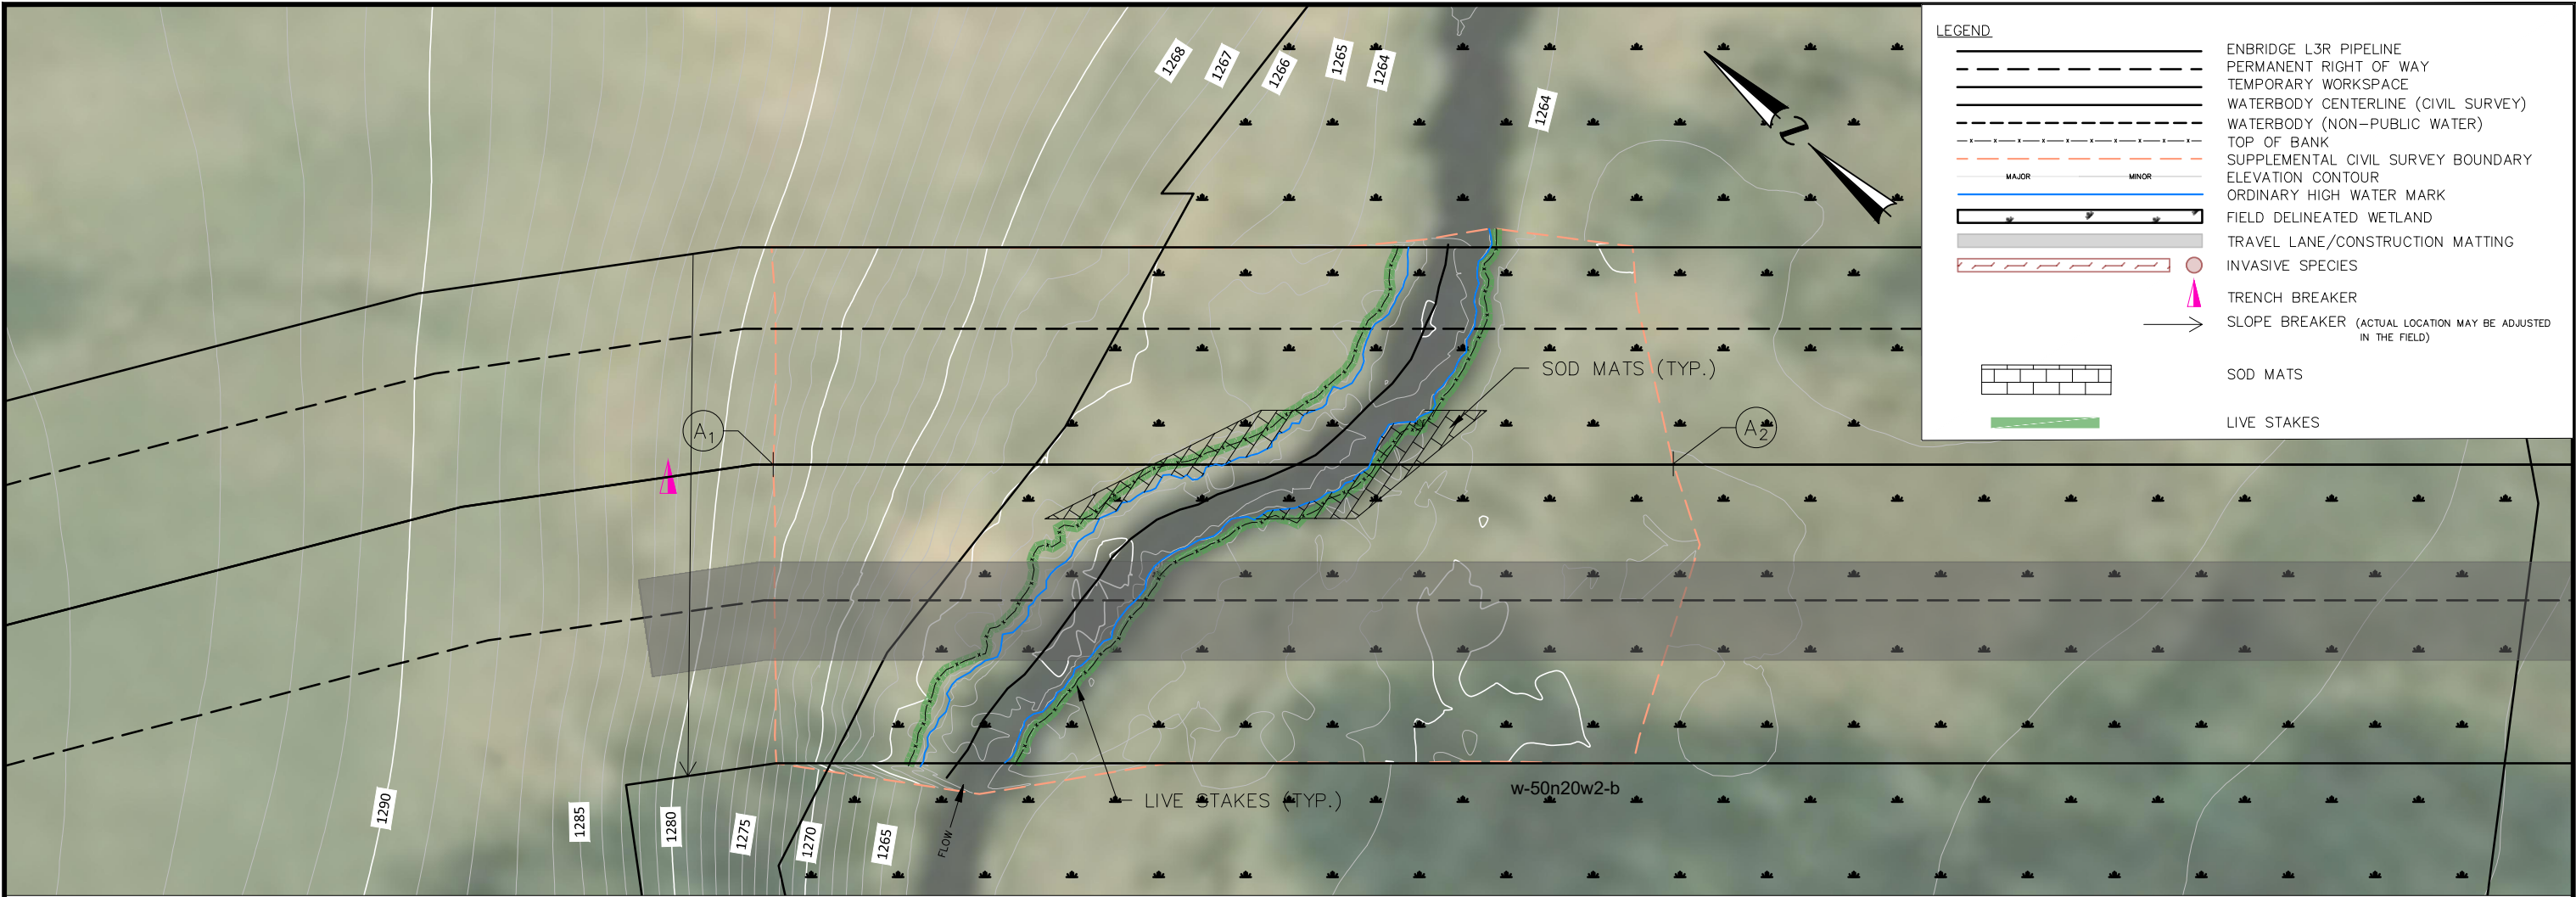 1268
1267
1266
1265
1264
1264
N
LEGEND
ENBRIDGE L3R PIPELINE
PERMANENT RIGHT OF WAY
TEMPORARY WORKSPACE
WATERBODY CENTERLINE (CIVIL SURVEY)
WATERBODY (NON-PUBLIC WATER)
TOP OF BANK
SUPPLEMENTAL CIVIL SURVEY BOUNDARY
MAJOR MINOR ELEVATION CONTOUR
ORDINARY HIGH WATER MARK
FIELD DELINEATED WETLAND
TRAVEL LANE/CONSTRUCTION MATTING
INVASIVE SPECIES
TRENCH BREAKER
SLOPE BREAKER (ACTUAL LOCATION MAY BE ADJUSTED
IN THE FIELD)
SOD MATS
LIVE STAKES
SOD MATS (TYP.)
A1
A2
LIVE STAKES (TYP.)
w-50n20w2-b
1290
1285
1280
1275
1270
1265
FLOW